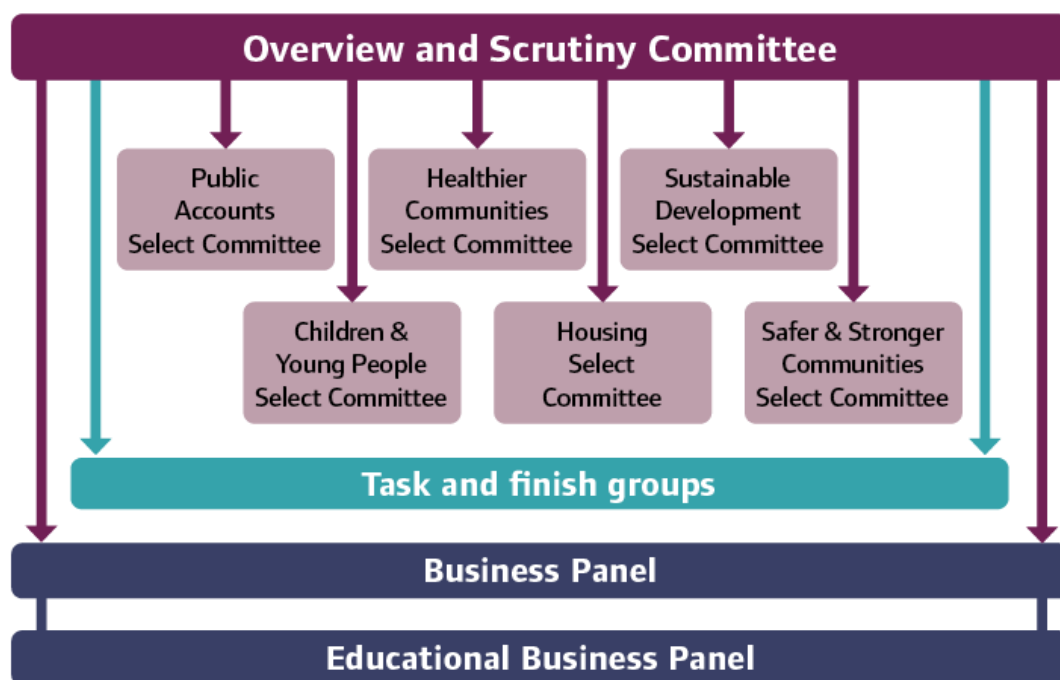 Overview and Scrutiny Committee
Public
Accounts
Select Committee
Healthier
Communities
Select Committee
Sustainable
Development
Select Committee
Children &
Young People
Select Committee
Housing
Select
Committee
Safer & Stronger
Communities
Select Committee
Task and finish groups
Business Panel
Educational Business Panel